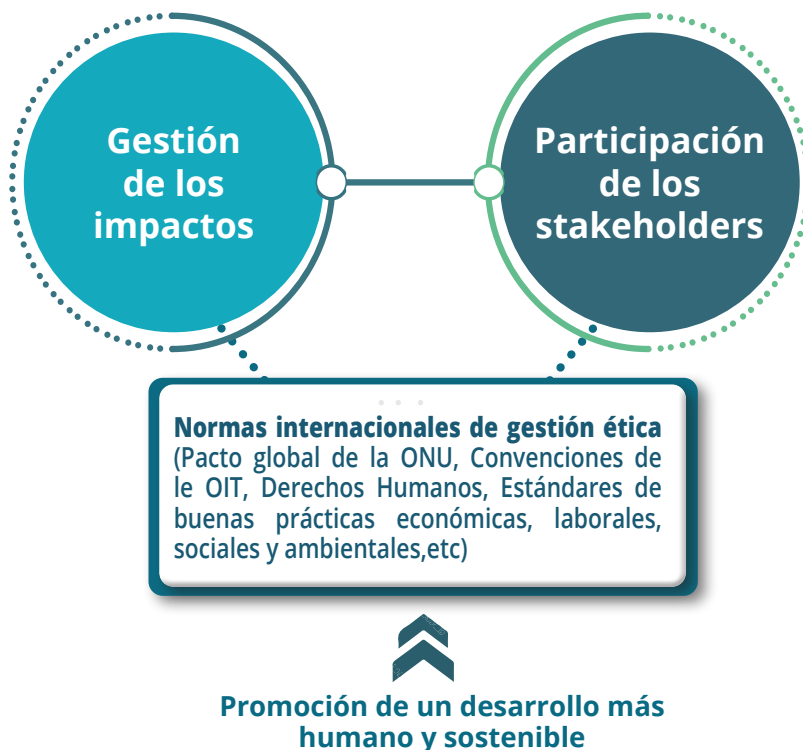 Gestión
de los
impactos
Participación
de los
stakeholders
Normas internacionales de gestión ética
(Pacto global de la ONU, Convenciones de
le OIT, Derechos Humanos, Estándares de
buenas prácticas económicas, laborales,
sociales y ambientales,etc)
Promoción de un desarrollo más
humano y sostenible